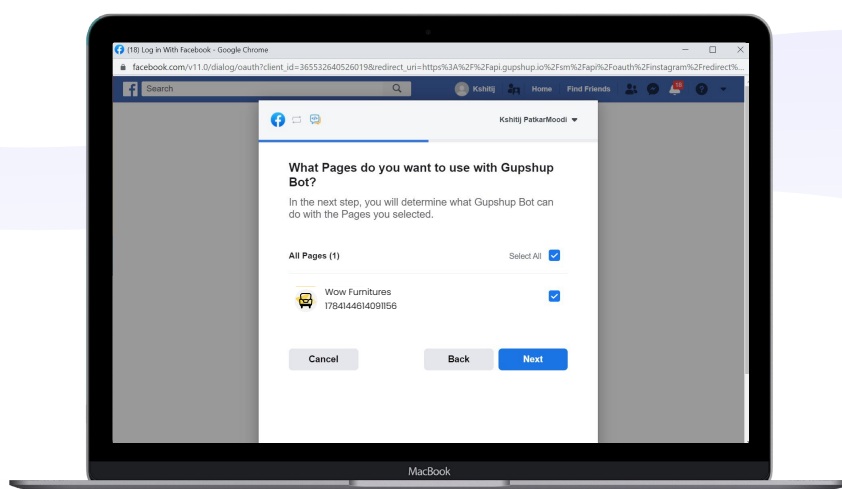 (18) Log in With Facebook - Google Chrome
facebook.com/v11.0/dialog/oauth?client_id=365532640526019&redirect_uri=https%3A%2F%2Fapi.gupshup.io%2Fsm%2Fapi%2Foauth%2Finstagram%2Fredirect%...
Search Kshitij Home Find Friends 18
Kshitij PatkarMoodi
What Pages do you want to use with Gupshup
Bot?
In the next step, you will determine what Gupshup Bot can
do with the Pages you selected.
All Pages (1) Select All
Wow Furnitures
1784144614091156
Cancel Back Next
MacBook